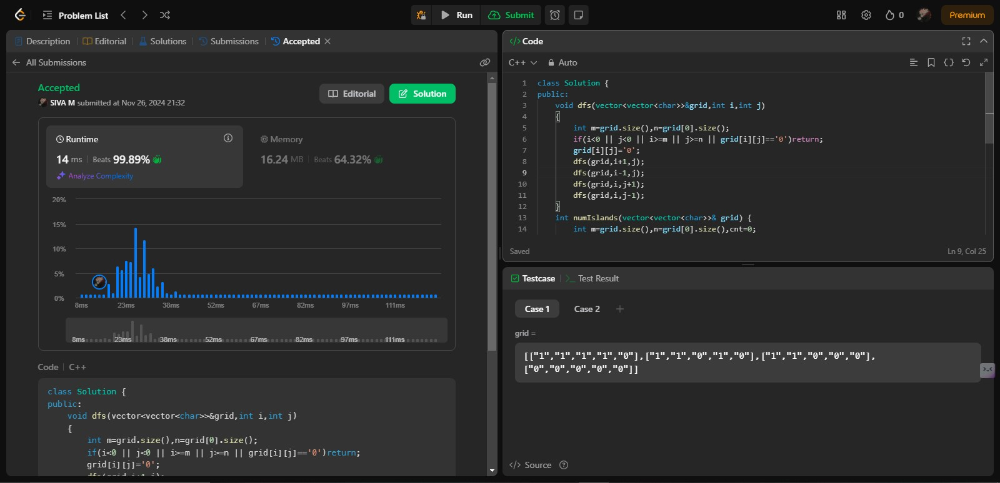 Problem List
Run
Submit
0
Premium
Description
Editorial
Solutions
Submissions
Accepted
All Submissions
Accepted
SIVA M submitted at Nov 26, 2024 21:32
Editorial
Solution
Runtime
14 ms
Beats 99.89%
Analyze Complexity
Memory
16.24 MB
Beats 64.32%
20%
15%
10%
5%
0%
8ms 23ms 38ms 52ms 67ms 82ms 97ms 111ms
8ms 23ms 38ms 52ms 67ms 82ms 97ms 111ms
Code | C++
class Solution {
public:
    void dfs(vector<vector<char>>&grid,int i,int j)
    {
        int m=grid.size(),n=grid[0].size();
        if(i<0 || j<0 || i>=m || j>=n || grid[i][j]=='0')return;
        grid[i][j]='0';
        dfs(grid,i+1,j);
</> Code
C++
Auto
1 class Solution {
2 public:
3     void dfs(vector<vector<char>>&grid,int i,int j)
4     {
5         int m=grid.size(),n=grid[0].size();
6         if(i<0 || j<0 || i>=m || j>=n || grid[i][j]=='0')return;
7         grid[i][j]='0';
8         dfs(grid,i+1,j);
9         dfs(grid,i-1,j);
10         dfs(grid,i,j+1);
11         dfs(grid,i,j-1);
12     }
13     int numIslands(vector<vector<char>>& grid) {
14         int m=grid.size(),n=grid[0].size(),cnt=0;
Saved
Ln 9, Col 25
Testcase
Test Result
Case 1
Case 2
+
grid =
[["1","1","1","1","0"],["1","1","0","1","0"],["1","1","0","0","0"],
["0","0","0","0","0"]]
</> Source